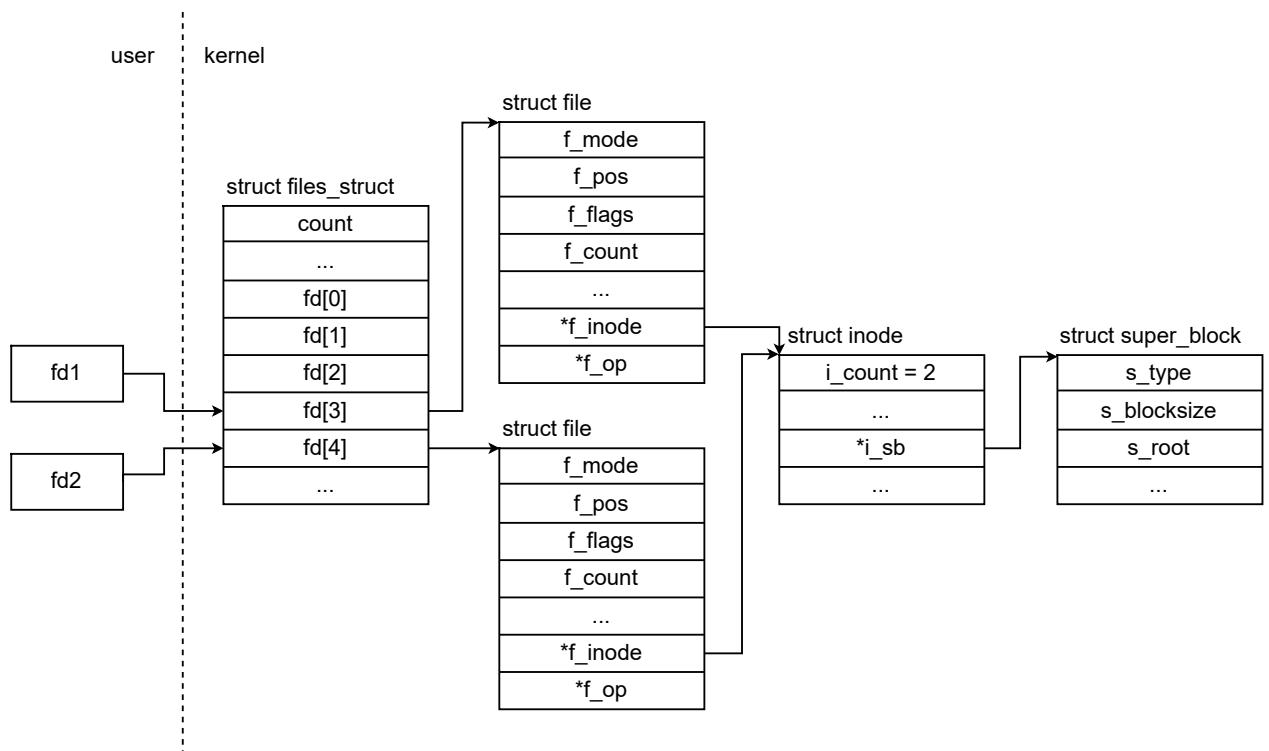 user
kernel
fd1
fd2
struct files_struct
count
...
fd[0]
fd[1]
fd[2]
fd[3]
fd[4]
...
struct file
f_mode
f_pos
f_flags
f_count
...
*f_inode
*f_op
struct file
f_mode
f_pos
f_flags
f_count
...
*f_inode
*f_op
struct inode
i_count = 2
...
*i_sb
...
struct super_block
s_type
s_blocksize
s_root
...